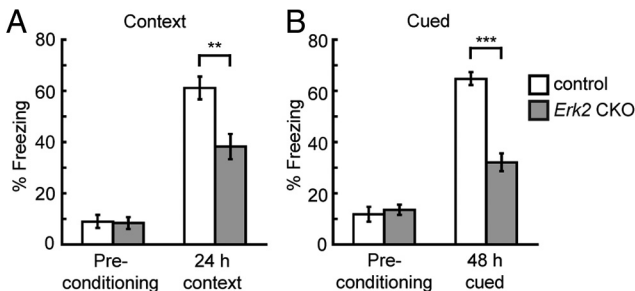 A
Context
% Freezing
80
60
40
20
0
**
Pre-
conditioning
24 h
context
B
Cued
% Freezing
80
60
40
20
0
***
Pre-
conditioning
48 h
cued
control
Erk2 CKO